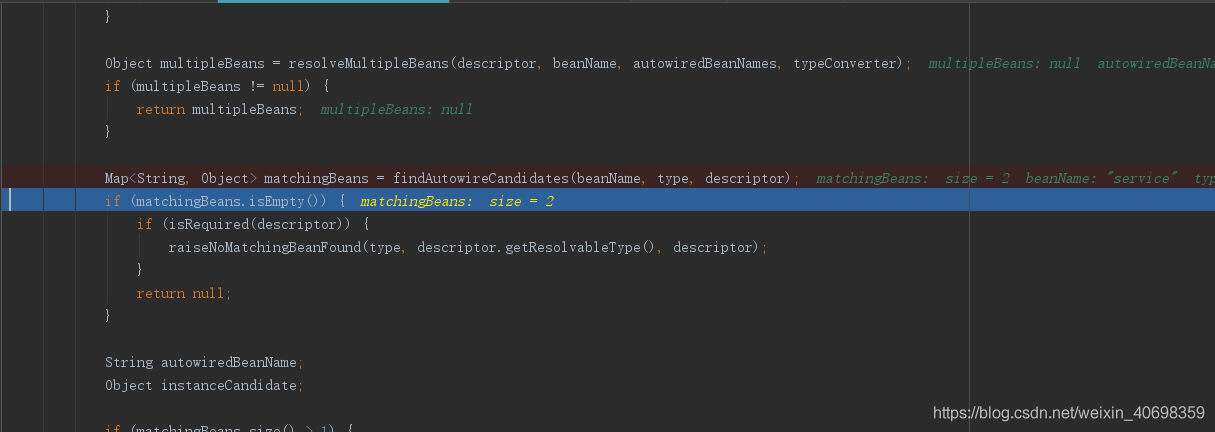 }
Object multipleBeans = resolveMultipleBeans(descriptor, beanName, autowiredBeanNames, typeConverter);  multipleBeans: null  autowiredBeanNa
if (multipleBeans != null) {
return multipleBeans;  multipleBeans: null
}
Map<String, Object> matchingBeans = findAutowireCandidates(beanName, type, descriptor);  matchingBeans:  size = 2  beanName: "service"  typ
if (matchingBeans.isEmpty()) {  matchingBeans:  size = 2
if (isRequired(descriptor)) {
raiseNoMatchingBeanFound(type, descriptor.getResolvableType(), descriptor);
}
return null;
}
String autowiredBeanName;
Object instanceCandidate;
if (matchingBeans.size() > 1) {
https://blog.csdn.net/weixin_40698359